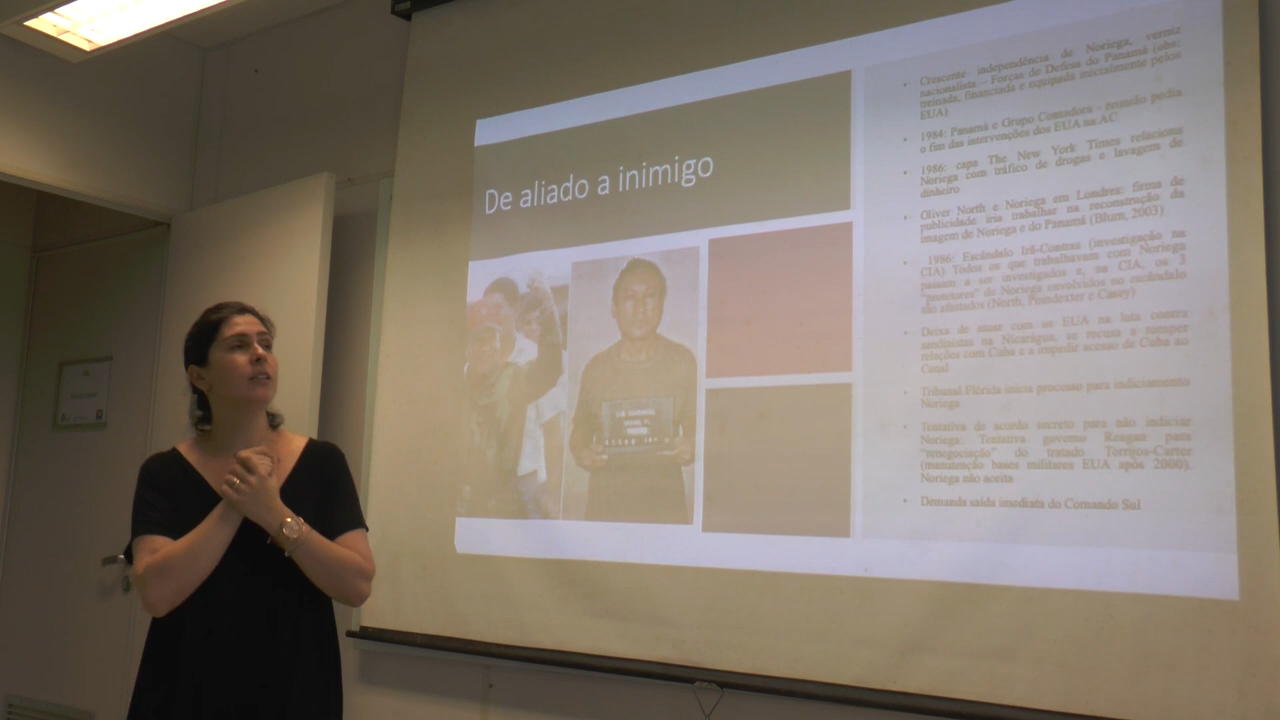 De aliado a inimigo
• Crescente independência de Noriega, verniz
nacionalista – Forças de Defesa do Panamá (obs:
treinada, financiada e equipada inicialmente pelos
EUA)
• 1984: Panamá e Grupo Contadora - reunião pedia
o fim das intervenções dos EUA na AC
• 1986: capa The New York Times relaciona
Noriega com tráfico de drogas e lavagem de
dinheiro
• Oliver North e Noriega em Londres: firma de
publicidade iria trabalhar na reconstrução da
imagem de Noriega e do Panamá (Blum, 2003)
• 1986: Escândalo Irã-Contras (investigação na
CIA) Todos os que trabalhavam com Noriega
passam a ser investigados e, na CIA, os 3
"protetores" de Noriega envolvidos no escândalo
são afastados (North, Poindexter e Casey)
• Deixa de atuar com os EUA na luta contra
sandinistas na Nicarágua, se recusa a romper
relações com Cuba e a impedir acesso de Cuba ao
Canal
• Tribunal Flórida inicia processo para indiciamento
Noriega
• Tentativa de acordo secreto para não indiciar
Noriega: Tentativa governo Reagan para
"renegociação" do tratado Torrijos-Carter
(manutenção bases militares EUA após 2000).
Noriega não aceita
• Demanda saída imediata do Comando Sul